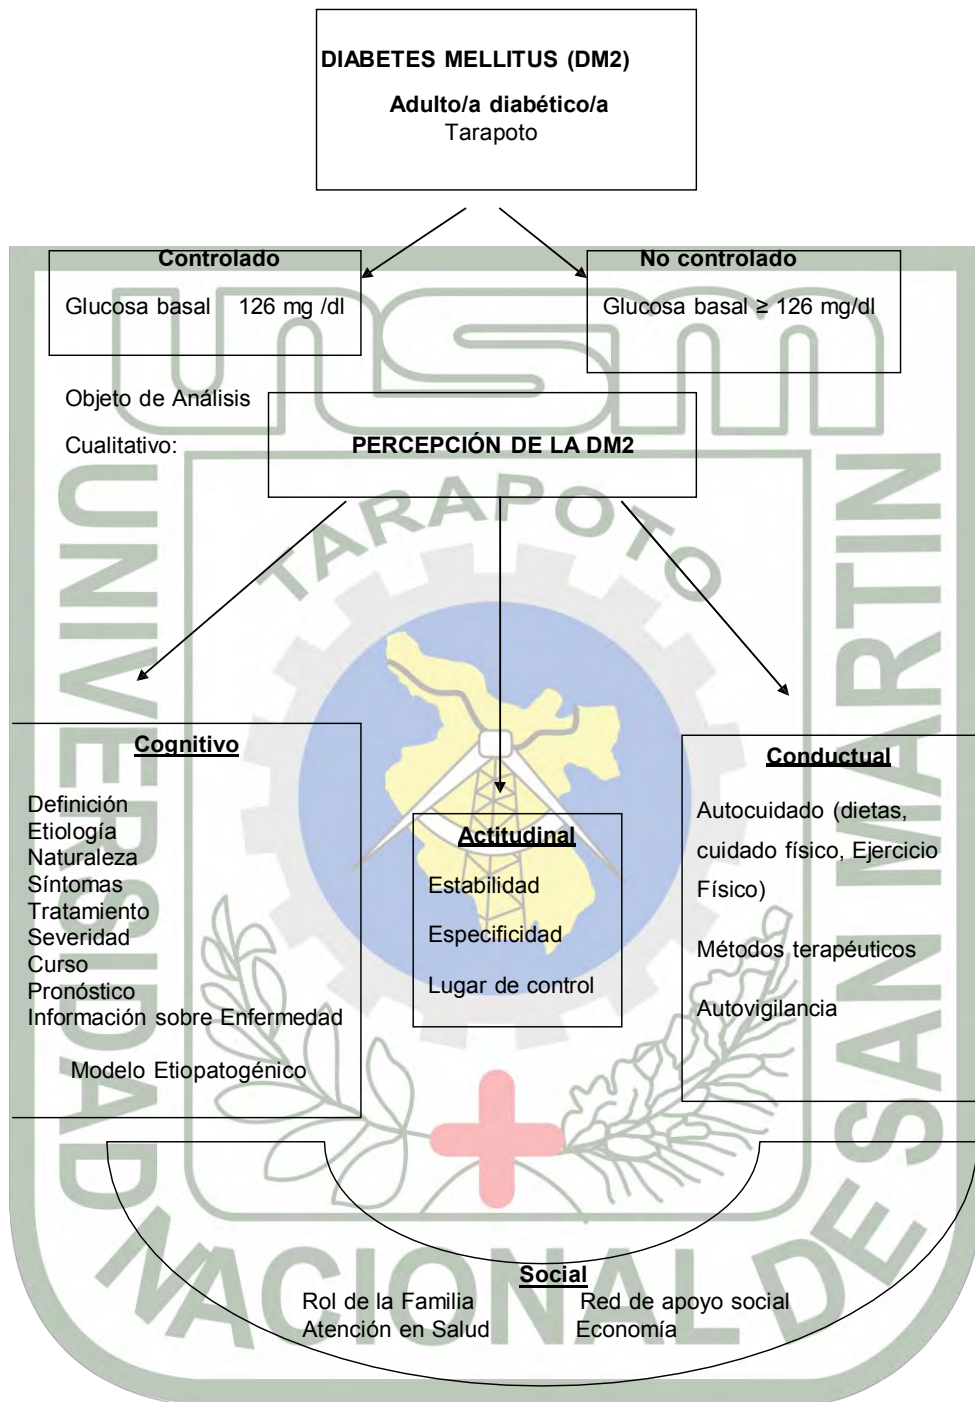 DIABETES MELLITUS (DM2)
Adulto/a diabético/a
Tarapoto
Controlado
Glucosa basal 126 mg /dl
No controlado
Glucosa basal ≥ 126 mg/dl
Objeto de Análisis
Cualitativo:
PERCEPCIÓN DE LA DM2
Cognitivo
Definición
Etiología
Naturaleza
Síntomas
Tratamiento
Severidad
Curso
Pronóstico
Información sobre Enfermedad
Modelo Etiopatogénico
Actitudinal
Estabilidad
Especificidad
Lugar de control
Conductual
Autocuidado (dietas,
cuidado físico, Ejercicio
Físico)
Métodos terapéuticos
Autovigilancia
Social
Rol de la Familia Red de apoyo social
Atención en Salud Economía
unsm
TARAPOTO
UNIVERSIDAD NACIONAL DE SAN MARTIN